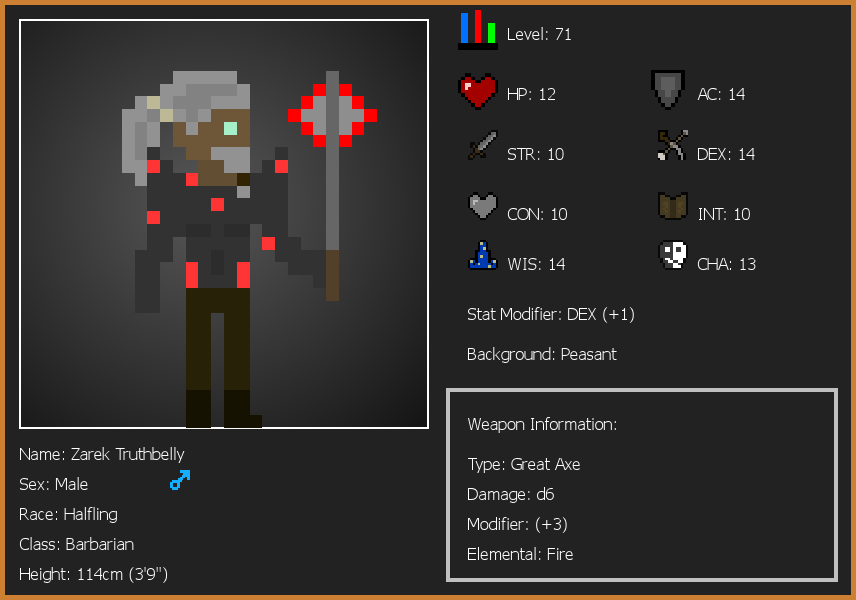 Level: 71
HP: 12
AC: 14
STR: 10
DEX: 14
CON: 10
INT: 10
WIS: 14
CHA: 13
Stat Modifier: DEX (+1)
Background: Peasant
Weapon Information:
Type: Great Axe
Damage: d6
Modifier: (+3)
Elemental: Fire
Name: Zarek Truthbelly
Sex: Male
Race: Halfling
Class: Barbarian
Height: 114cm (3'9")